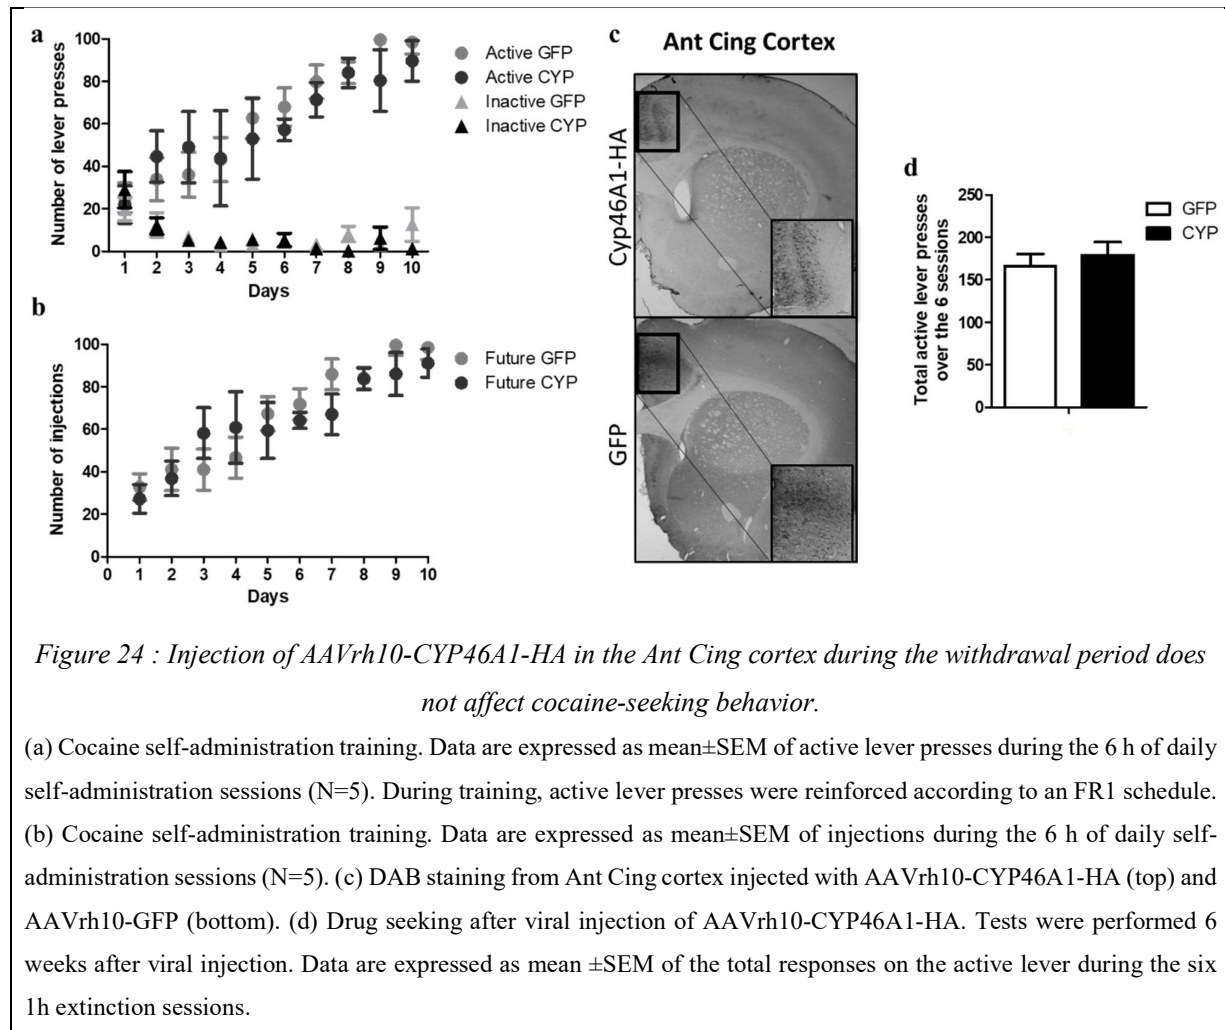 a
100
80
60
40
20
0
Number of lever presses
1 2 3 4 5 6 7 8 9 10
Days
Active GFP
Active CYP
Inactive GFP
Inactive CYP
b
100
80
60
40
20
0
Number of injections
0 1 2 3 4 5 6 7 8 9 10
Days
Future GFP
Future CYP
c
Ant Cing Cortex
Cyp46A1-HA
GFP
d
250
200
150
100
50
0
Total active lever presses
over the 6 sessions
GFP
CYP
Figure 24 : Injection of AAVrh10-CYP46A1-HA in the Ant Cing cortex during the withdrawal period does
not affect cocaine-seeking behavior.
(a) Cocaine self-administration training. Data are expressed as mean±SEM of active lever presses during the 6 h of daily
self-administration sessions (N=5). During training, active lever presses were reinforced according to an FR1 schedule.
(b) Cocaine self-administration training. Data are expressed as mean±SEM of injections during the 6 h of daily self-
administration sessions (N=5). (c) DAB staining from Ant Cing cortex injected with AAVrh10-CYP46A1-HA (top) and
AAVrh10-GFP (bottom). (d) Drug seeking after viral injection of AAVrh10-CYP46A1-HA. Tests were performed 6
weeks after viral injection. Data are expressed as mean ±SEM of the total responses on the active lever during the six
1h extinction sessions.